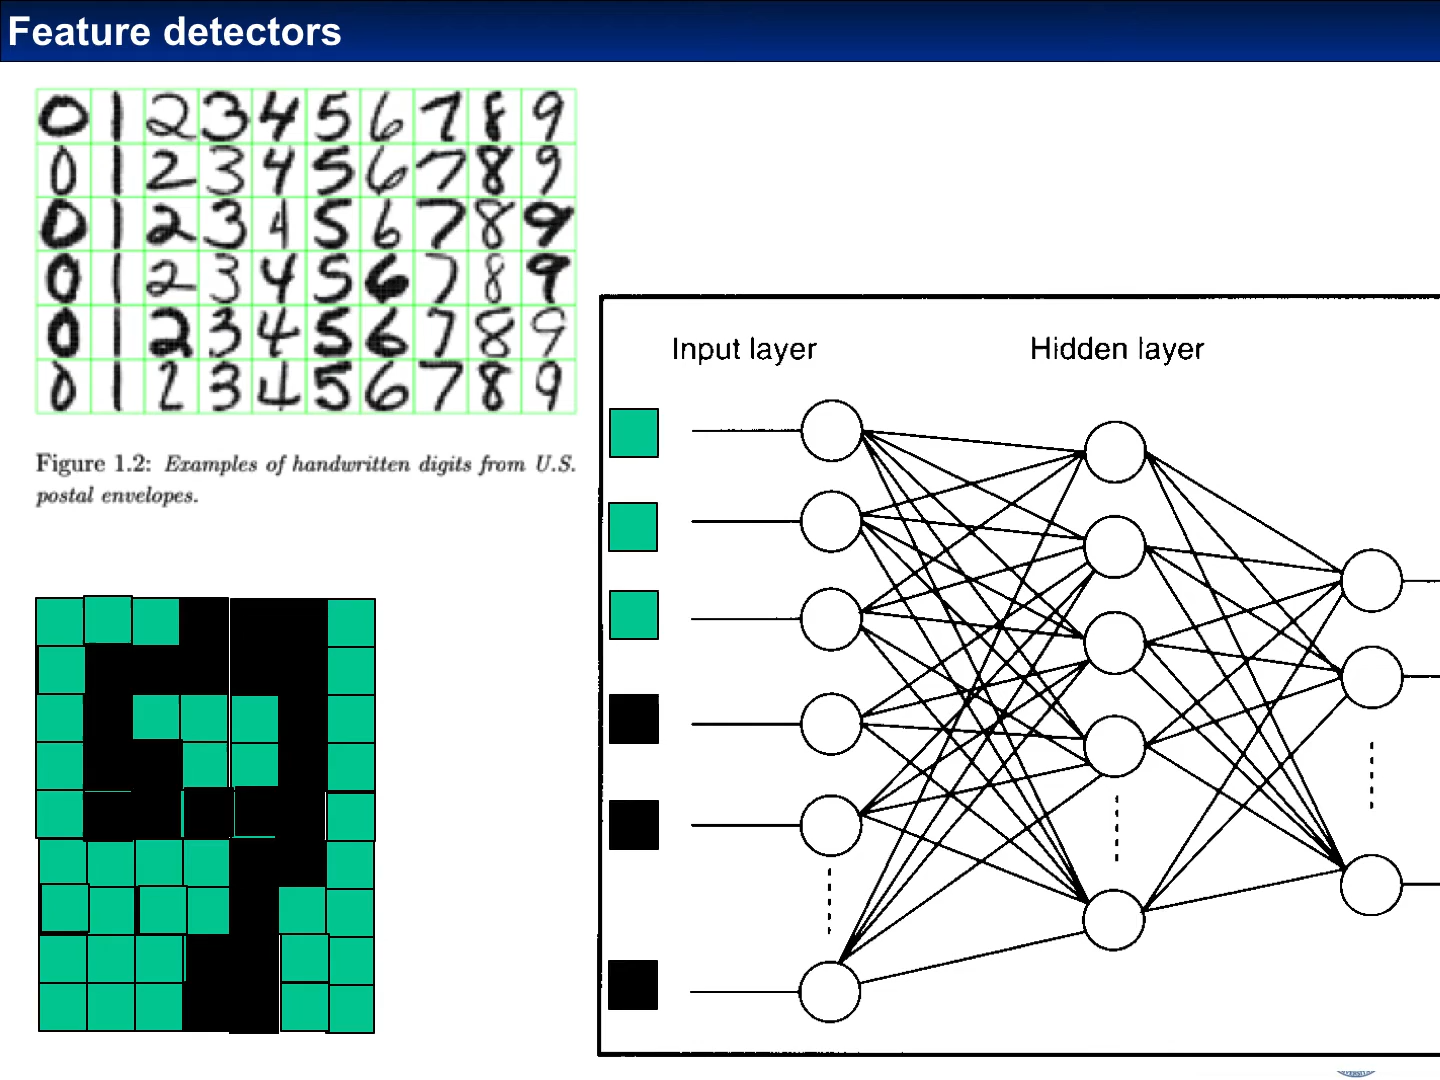 Feature detectors
0 1 2 3 4 5 6 7 8 9
0 1 2 3 4 5 6 7 8 9
0 1 2 3 4 5 6 7 8 9
0 1 2 3 4 5 6 7 8 9
0 1 2 3 4 5 6 7 8 9
0 1 2 3 4 5 6 7 8 9
Figure 1.2: Examples of handwritten digits from U.S.
postal envelopes.
Input layer
Hidden layer